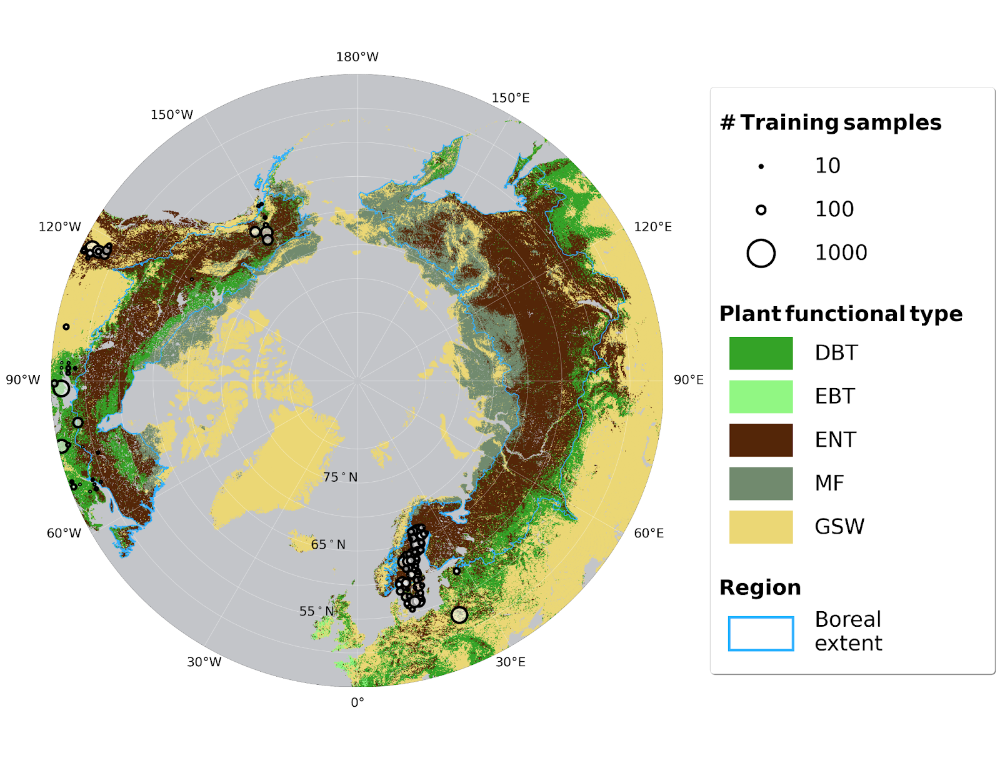 180°W
150°W
150°E
120°W
120°E
90°W
90°E
75°N
60°W
60°E
65°N
55°N
30°W
30°E
0°
# Training samples
10
100
1000
Plant functional type
DBT
EBT
ENT
MF
GSW
Region
Boreal
extent